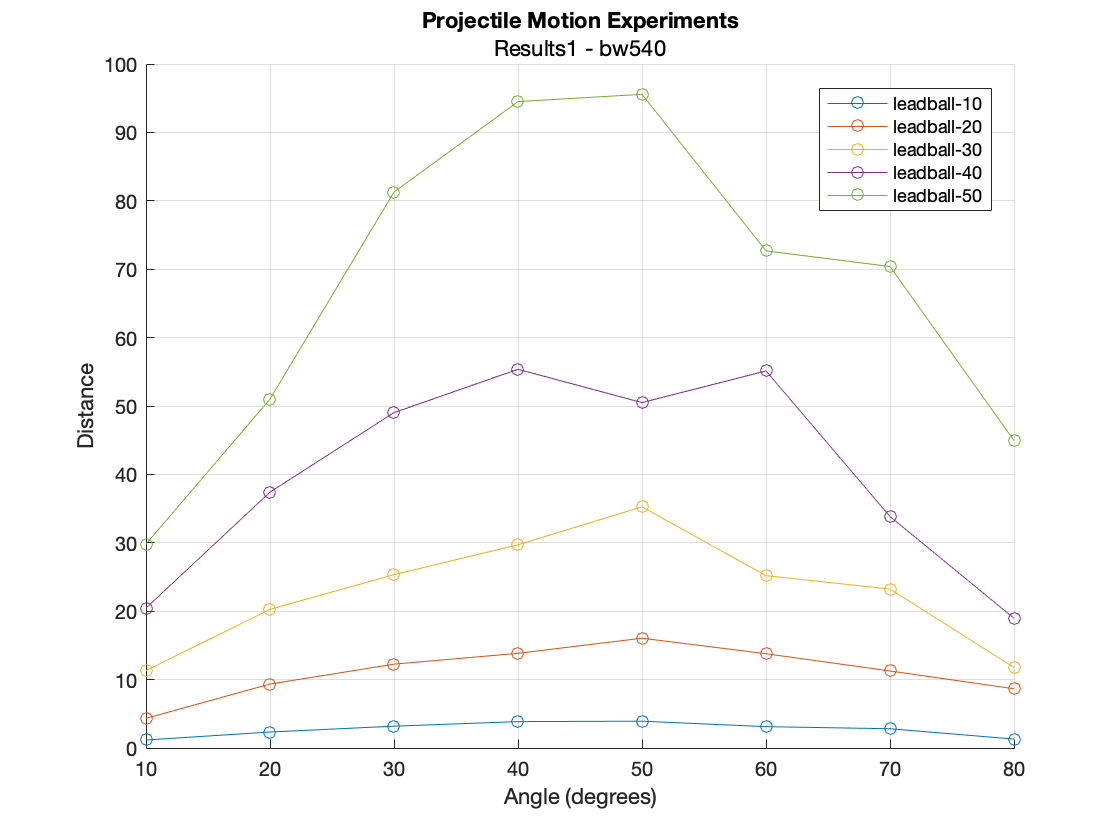 Projectile Motion Experiments
Results1 - bw540
100
90
80
70
60
50
40
30
20
10
0
Distance
leadball-10
leadball-20
leadball-30
leadball-40
leadball-50
10 20 30 40 50 60 70 80
Angle (degrees)